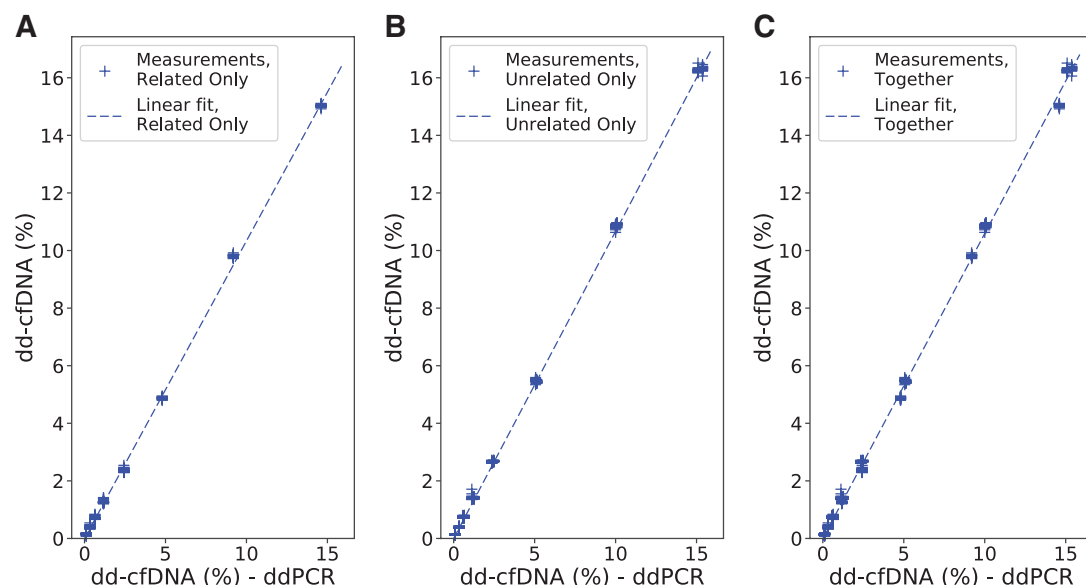 A
Measurements,
Related Only
Linear fit,
Related Only
16
14
12
10
8
6
4
2
0
dd-cfDNA (%)
0 5 10 15
dd-cfDNA (%) - ddPCR
B
Measurements,
Unrelated Only
Linear fit,
Unrelated Only
16
14
12
10
8
6
4
2
0
dd-cfDNA (%)
0 5 10 15
dd-cfDNA (%) - ddPCR
C
Measurements,
Together
Linear fit,
Together
16
14
12
10
8
6
4
2
0
dd-cfDNA (%)
0 5 10 15
dd-cfDNA (%) - ddPCR